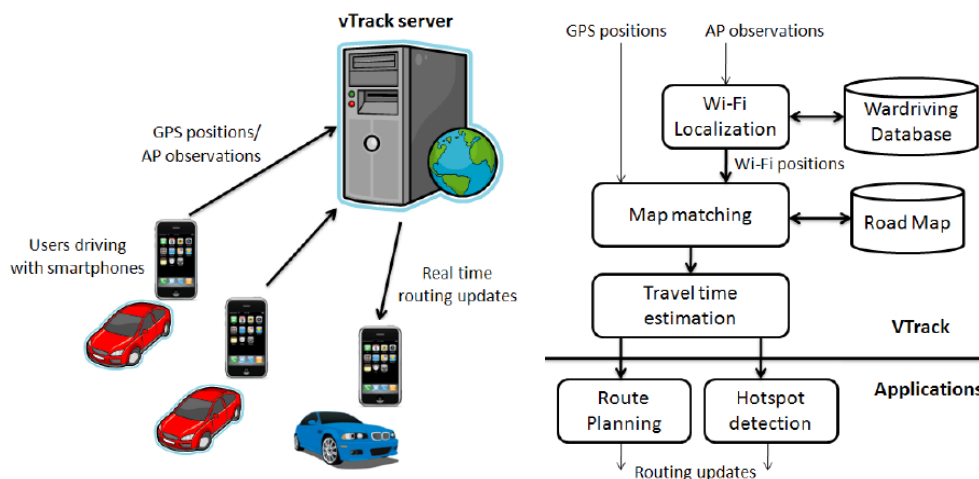 vTrack server
GPS positions/
AP observations
Users driving
with smartphones
Real time
routing updates
GPS positions
AP observations
Wi-Fi
Localization
Wardriving
Database
Wi-Fi positions
Map matching
Road Map
Travel time
estimation
VTrack
Applications
Route
Planning
Hotspot
detection
Routing updates